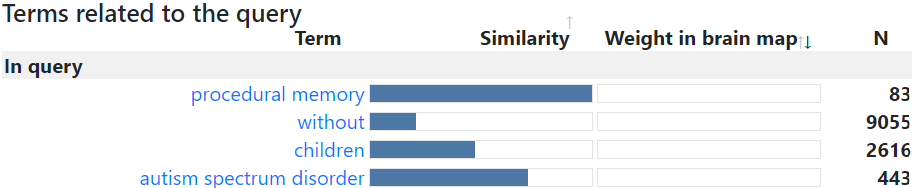 Terms related to the query
Term Similarity Weight in brain map N
In query
procedural memory 83
without 9055
children 2616
autism spectrum disorder 443